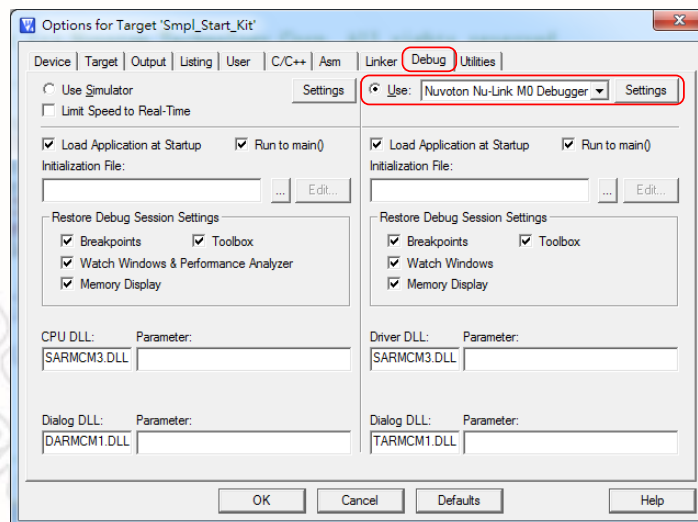 Options for Target 'Smpl_Start_Kit'
Device Target Output Listing User C/C++ Asm Linker Debug Utilities
Use Simulator Settings
Limit Speed to Real-Time
Use: Nuvoton Nu-Link M0 Debugger Settings
Load Application at Startup Run to main()
Initialization File:
... Edit...
Load Application at Startup Run to main()
Initialization File:
... Edit...
Restore Debug Session Settings
Breakpoints Toolbox
Watch Windows & Performance Analyzer
Memory Display
Restore Debug Session Settings
Breakpoints Toolbox
Watch Windows
Memory Display
CPU DLL: Parameter:
SARMCM3.DLL
Driver DLL: Parameter:
SARMCM3.DLL
Dialog DLL: Parameter:
DARMCM1.DLL
Dialog DLL: Parameter:
TARMCM1.DLL
OK Cancel Defaults Help